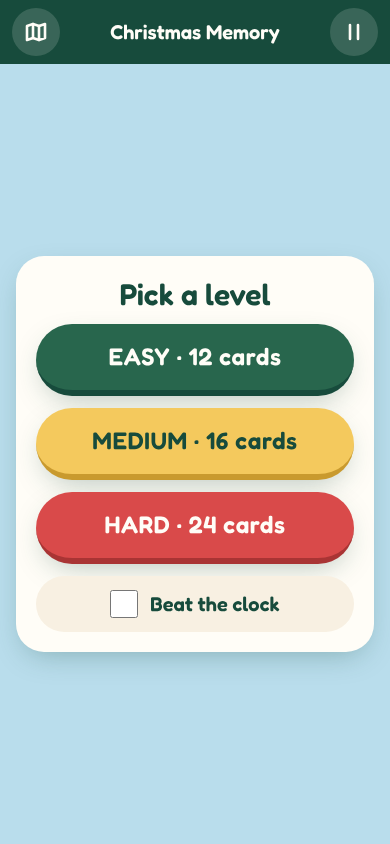 Christmas Memory
Pick a level
EASY · 12 cards
MEDIUM · 16 cards
HARD · 24 cards
Beat the clock